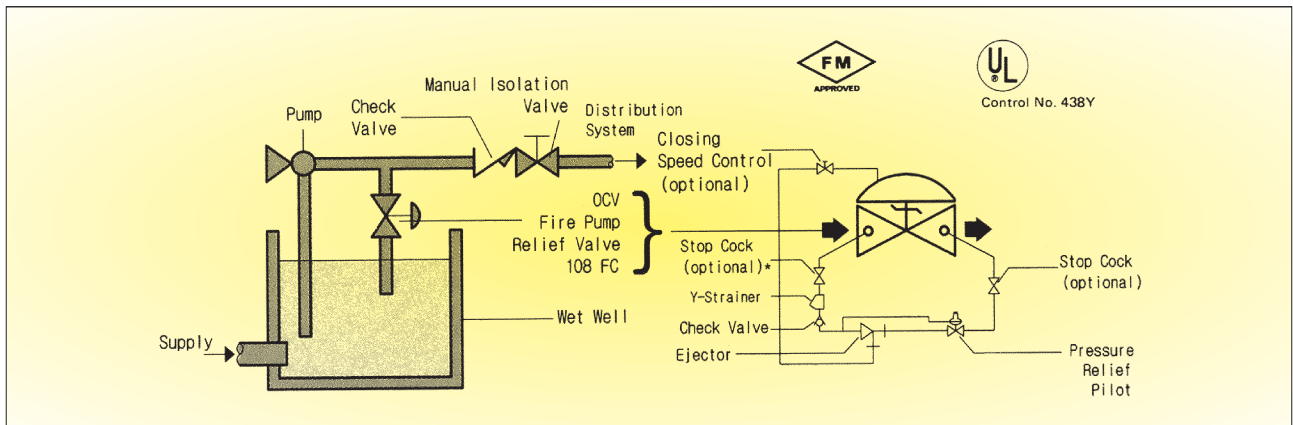 FM
APPROVED
UL
®
Control No. 438Y
Manual Isolation
Valve
Check
Valve
Pump
Distribution
System
Closing
Speed Control
(optional)
OCV
Fire Pump
Relief Valve
108 FC
Stop Cock
(optional)*
Y-Strainer
Check Valve
Ejector
Stop Cock
(optional)
Pressure
Relief
Pilot
Wet Well
Supply